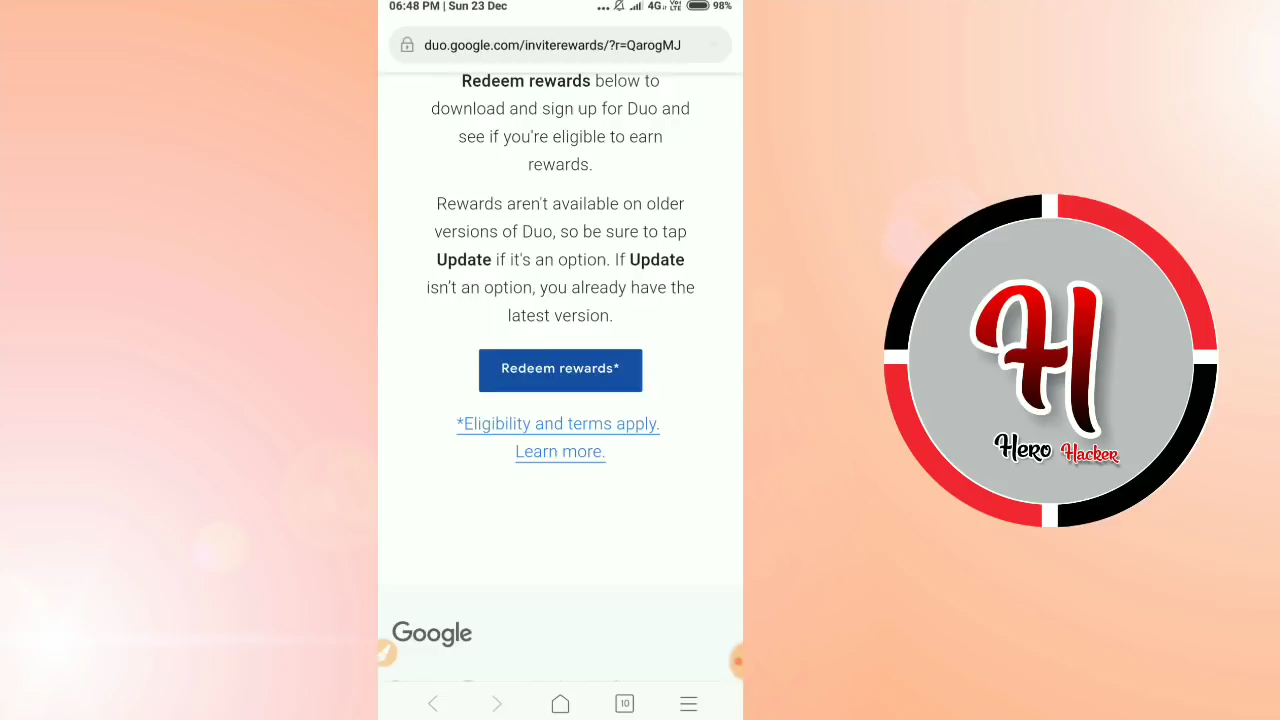 06:48 PM | Sun 23 Dec
... 4G Vo LTE 98%
duo.google.com/inviterewards/?r=QarogMJ
Redeem rewards below to
download and sign up for Duo and
see if you're eligible to earn
rewards.
Rewards aren't available on older
versions of Duo, so be sure to tap
Update if it's an option. If Update
isn't an option, you already have the
latest version.
Redeem rewards*
*Eligibility and terms apply.
Learn more.
Google
10
H
Hero Hacker